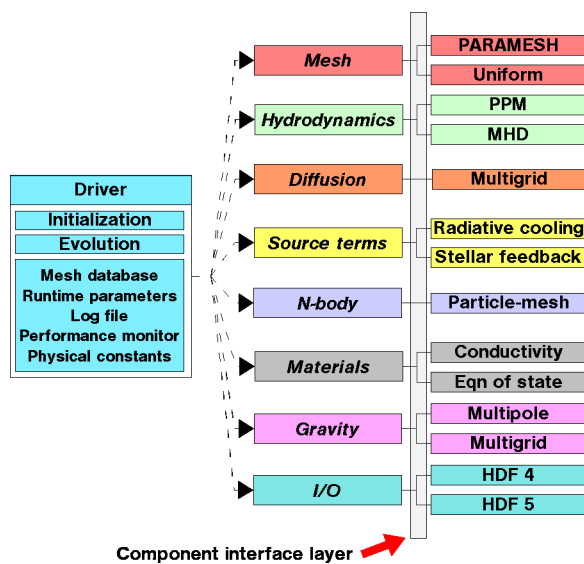 Driver
Initialization
Evolution
Mesh database
Runtime parameters
Log file
Performance monitor
Physical constants
Mesh
PARAMESH
Uniform
Hydrodynamics
PPM
MHD
Diffusion
Multigrid
Source terms
Radiative cooling
Stellar feedback
N-body
Particle-mesh
Materials
Conductivity
Eqn of state
Gravity
Multipole
Multigrid
I/O
HDF 4
HDF 5
Component interface layer